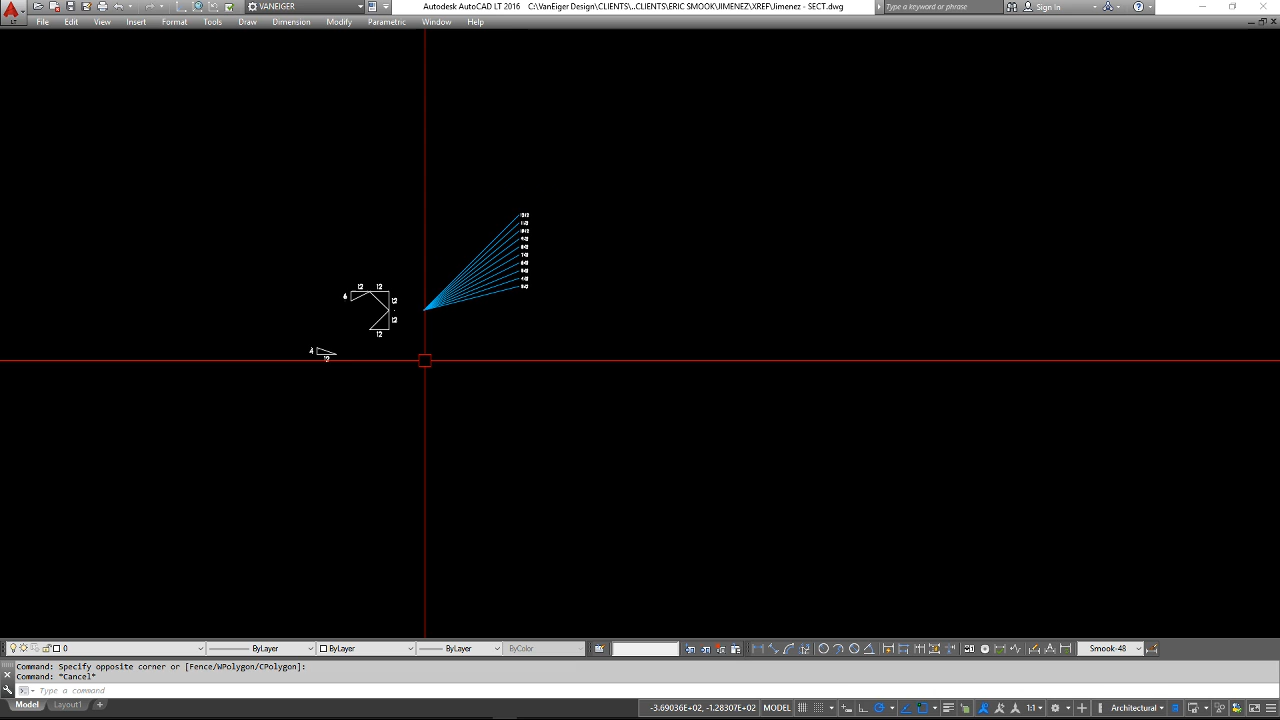 VANEIGER
Autodesk AutoCAD LT 2016 C:\VanEiger Design\CLIENTS\..CLIENTS\ERIC SMOOK\JIMENEZ\XREF\Jimenez - SECT.dwg
Type a keyword or phrase
Sign In
LT
File Edit View Insert Format Tools Draw Dimension Modify Parametric Window Help
12 12
6
12
4
12
0 ByLayer ByLayer ByLayer ByColor Smook-48
Command: Specify opposite corner or [Fence/WPolygon/CPolygon]:
Command: *Cancel*
Type a command
Model Layout1 +
-3.69036E+02, -1.28307E+02 MODEL 1:1 Architectural